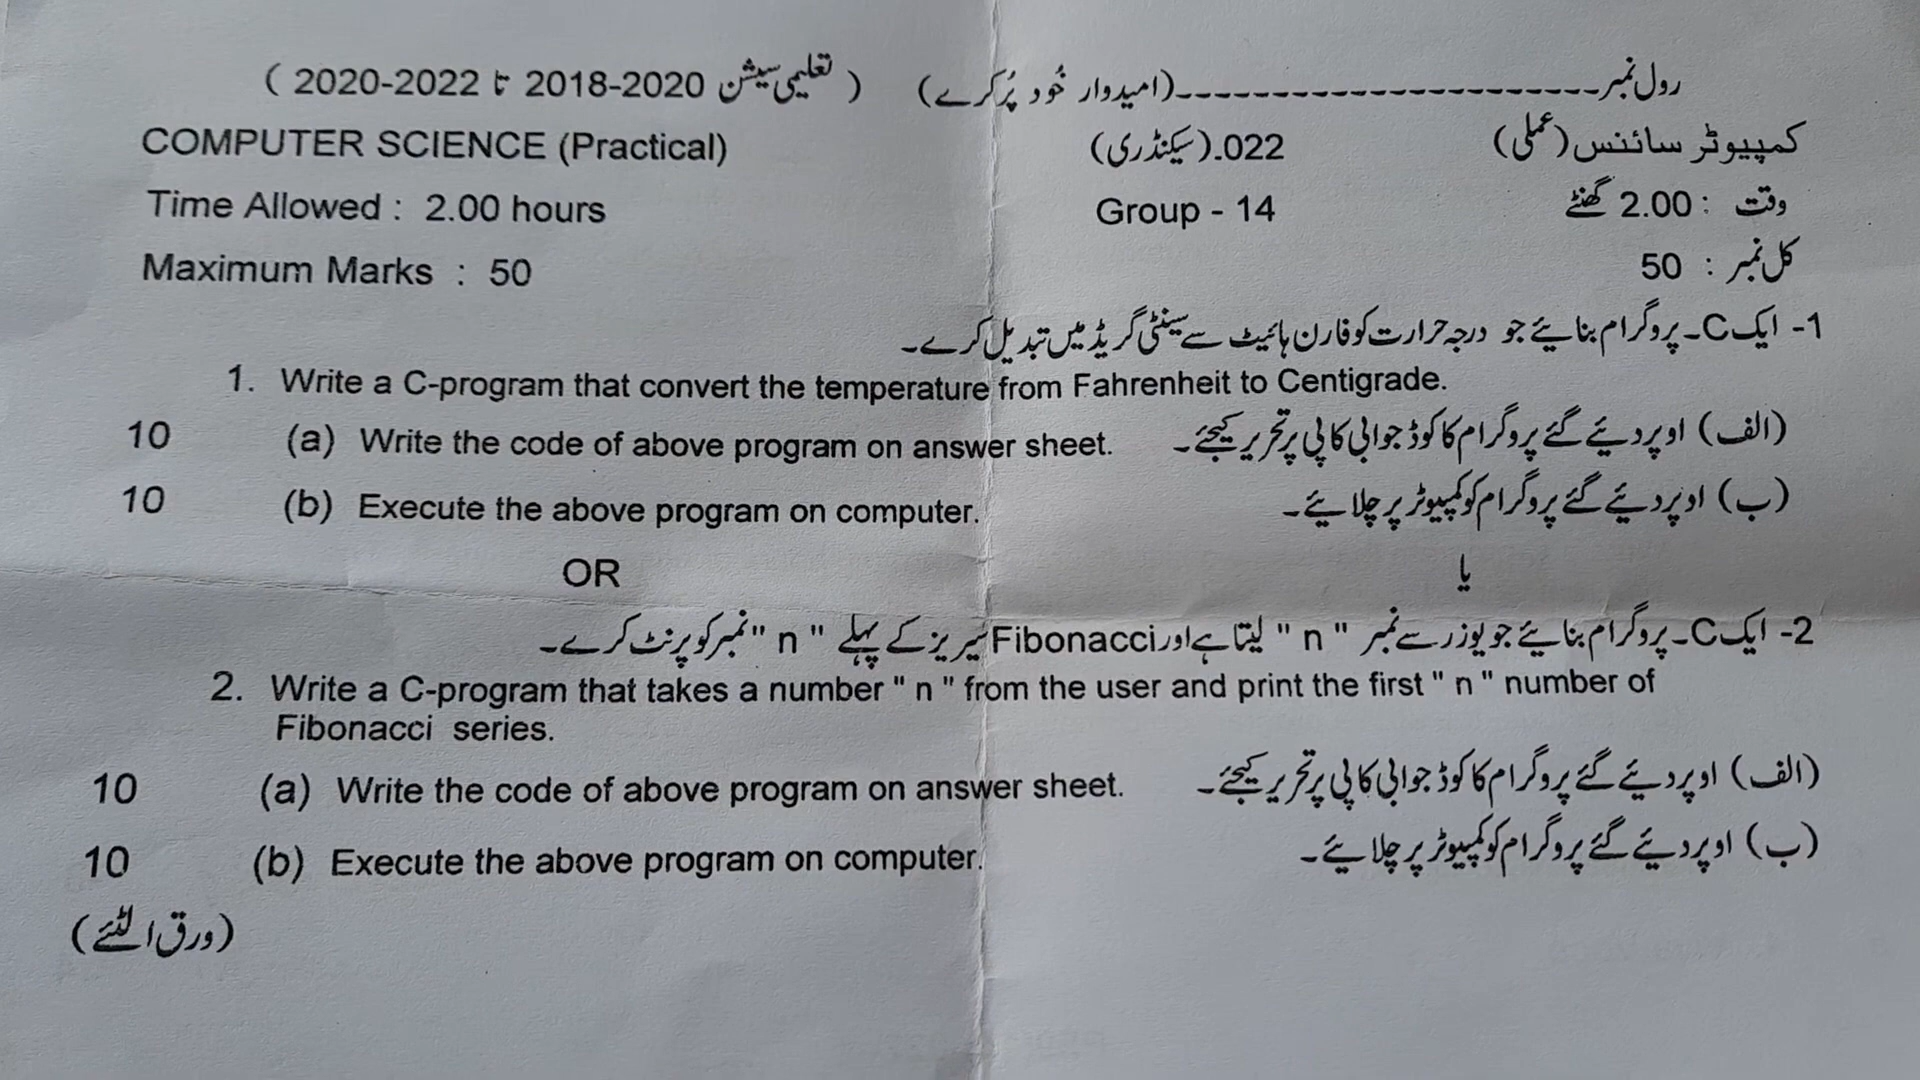 رول نمبر----------------------(امیدوار خُود پُر کرے) ( تعلیمی سیشن 2018-2020 تا 2020-2022 )
COMPUTER SCIENCE (Practical) 022.(سیکنڈری) کمپیوٹر سائنس (عملی)
Time Allowed : 2.00 hours Group - 14 وقت : 2.00 گھنٹے
Maximum Marks : 50 کل نمبر : 50
1- ایک C۔پروگرام بنایئے جو درجہ حرارت کو فارن ہائیٹ سے سینٹی گریڈ میں تبدیل کرے۔
1. Write a C-program that convert the temperature from Fahrenheit to Centigrade.
10 (a) Write the code of above program on answer sheet. (الف) اوپر دیئے گئے پروگرام کا کوڈ جوابی کاپی پر تحریر کیجئے۔
10 (b) Execute the above program on computer. (ب) اوپر دیئے گئے پروگرام کو کمپیوٹر پر چلایئے۔
OR یا
2- ایک C۔پروگرام بنایئے جو یوزر سے نمبر " n " لیتا ہے اور Fibonacci سیریز کے پہلے " n " نمبر کو پرنٹ کرے۔
2. Write a C-program that takes a number " n " from the user and print the first " n " number of
Fibonacci series.
10 (a) Write the code of above program on answer sheet. (الف) اوپر دیئے گئے پروگرام کا کوڈ جوابی کاپی پر تحریر کیجئے۔
10 (b) Execute the above program on computer. (ب) اوپر دیئے گئے پروگرام کو کمپیوٹر پر چلایئے۔
(ورق الٹئے)